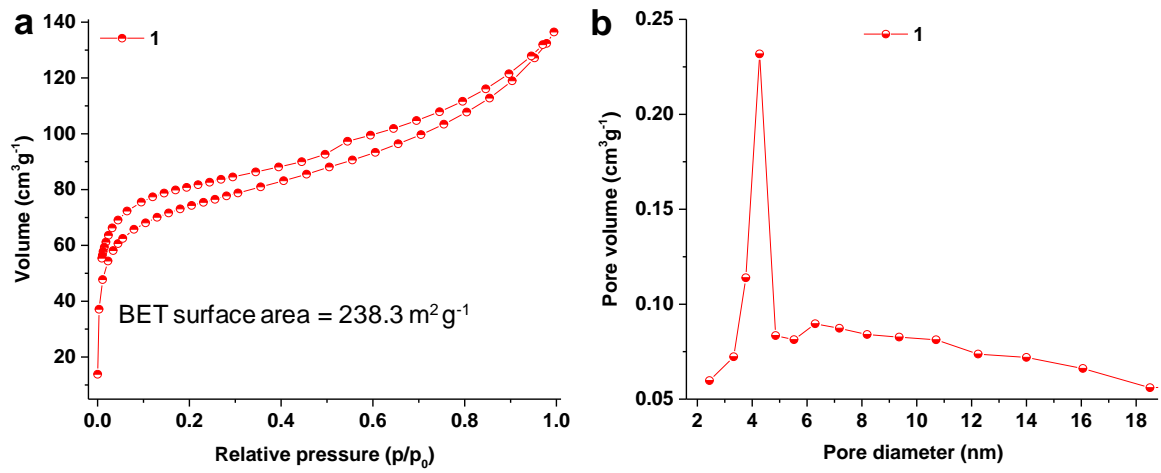 a
1
140
120
100
80
60
40
20
Volume (cm³g⁻¹)
BET surface area = 238.3 m² g⁻¹
0.0 0.2 0.4 0.6 0.8 1.0
Relative pressure (p/p₀)
b
1
0.25
0.20
0.15
0.10
0.05
Pore volume (cm³g⁻¹)
2 4 6 8 10 12 14 16 18
Pore diameter (nm)